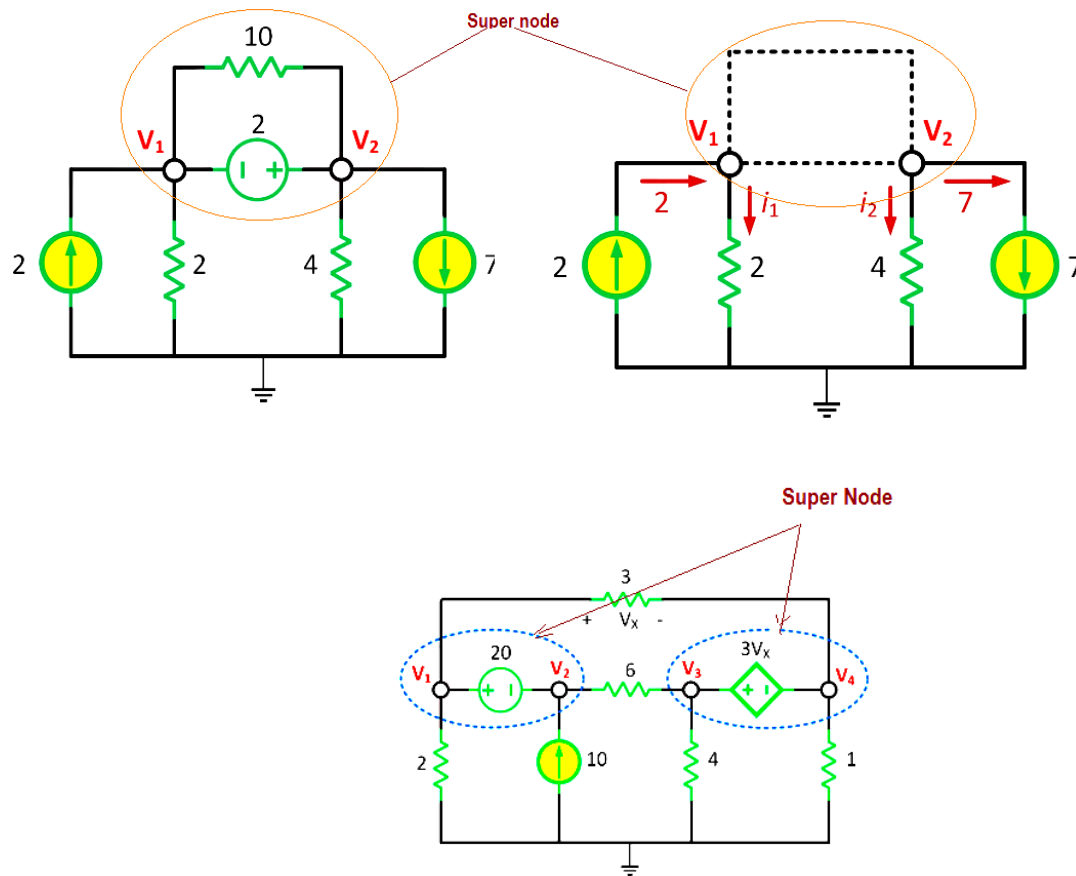 Super node
10
2
V1 V2
2 2 4 7
V1 V2
2 i1 i2 7
2 2 4 7
Super Node
3
+ Vx -
20 3Vx
V1 V2 6 V3 V4
2 10 4 1